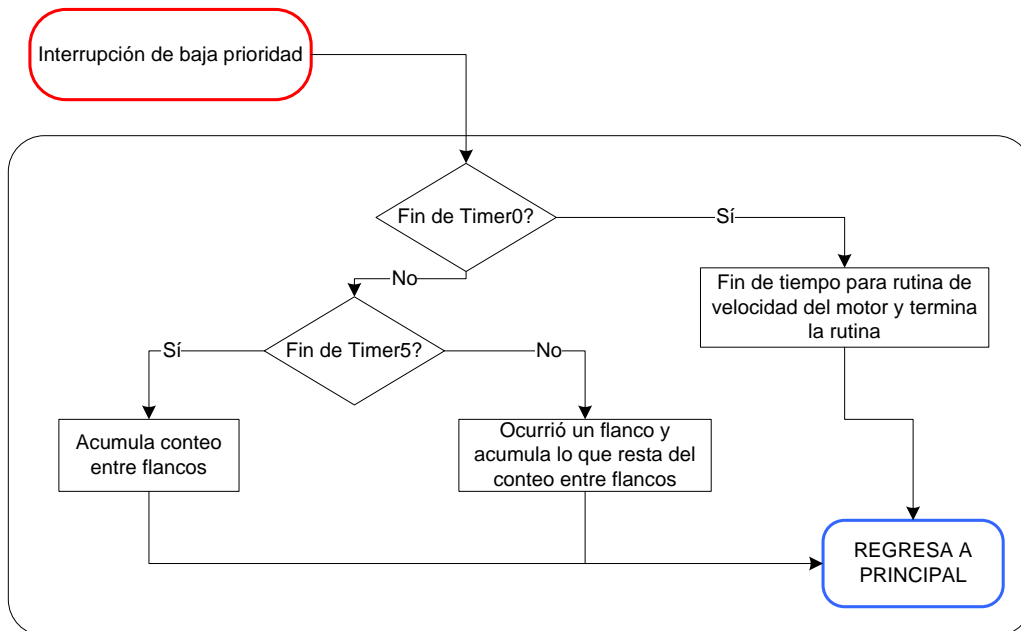 Interrupción de baja prioridad
Fin de Timer0?
Sí
No
Fin de tiempo para rutina de
velocidad del motor y termina
la rutina
Fin de Timer5?
Sí
No
Acumula conteo
entre flancos
Ocurrió un flanco y
acumula lo que resta del
conteo entre flancos
REGRESA A
PRINCIPAL